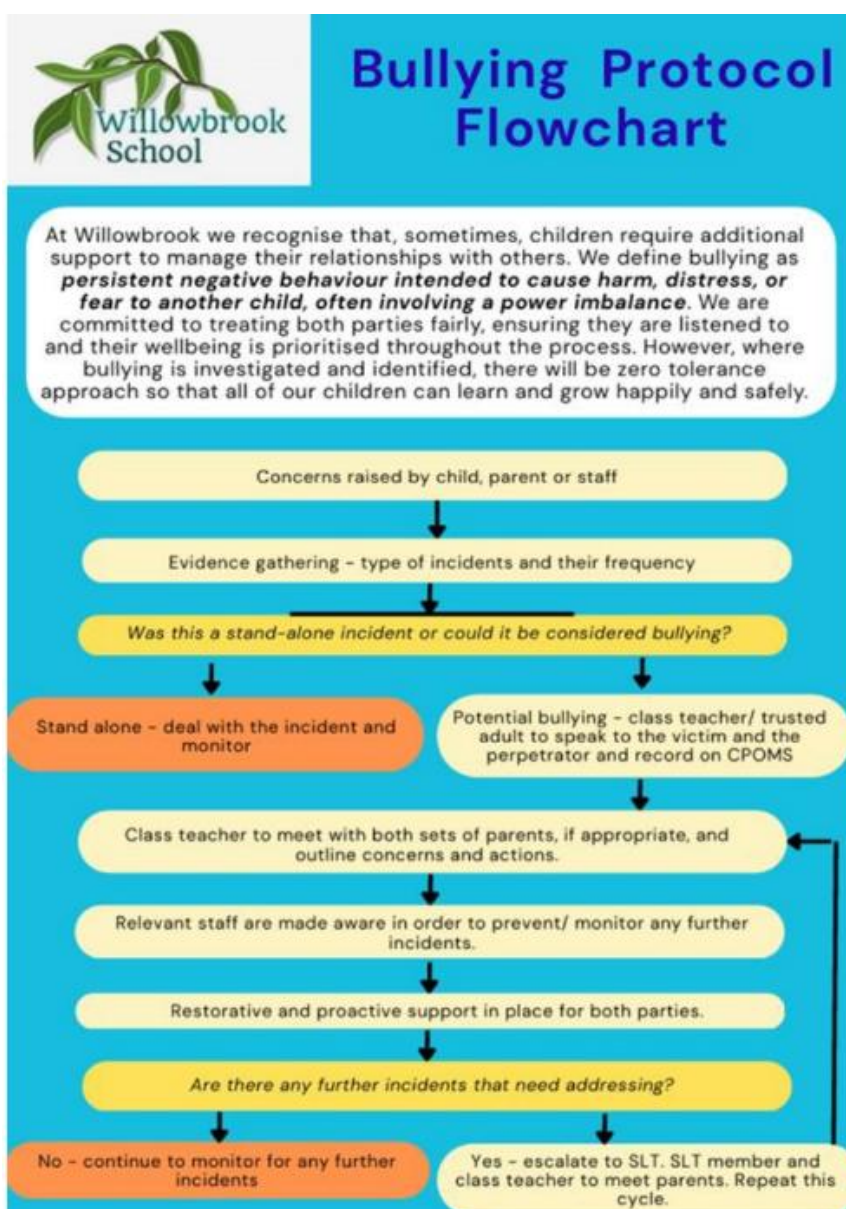 Willowbrook
School
Bullying Protocol
Flowchart
At Willowbrook we recognise that, sometimes, children require additional
support to manage their relationships with others. We define bullying as
persistent negative behaviour intended to cause harm, distress, or
fear to another child, often involving a power imbalance. We are
committed to treating both parties fairly, ensuring they are listened to
and their wellbeing is prioritised throughout the process. However, where
bullying is investigated and identified, there will be zero tolerance
approach so that all of our children can learn and grow happily and safely.
Concerns raised by child, parent or staff
Evidence gathering - type of incidents and their frequency
Was this a stand-alone incident or could it be considered bullying?
Stand alone - deal with the incident and
monitor
Potential bullying - class teacher/ trusted
adult to speak to the victim and the
perpetrator and record on CPOMS
Class teacher to meet with both sets of parents, if appropriate, and
outline concerns and actions.
Relevant staff are made aware in order to prevent/ monitor any further
incidents.
Restorative and proactive support in place for both parties.
Are there any further incidents that need addressing?
No - continue to monitor for any further
incidents
Yes - escalate to SLT. SLT member and
class teacher to meet parents. Repeat this
cycle.